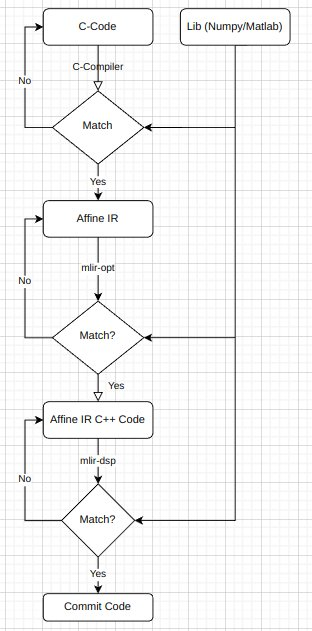 C-Code
Lib (Numpy/Matlab)
C-Compiler
No
Match
Yes
Affine IR
mlir-opt
No
Match?
Yes
Affine IR C++ Code
mlir-dsp
No
Match?
Yes
Commit Code